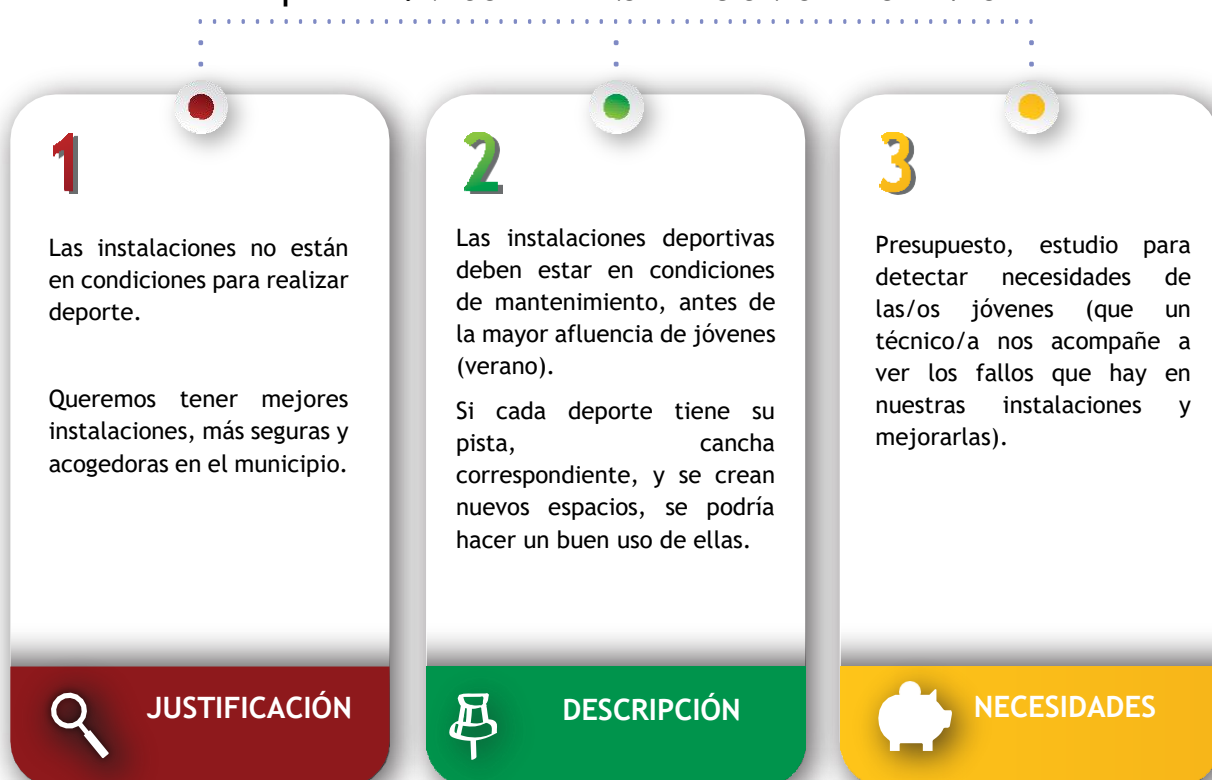 1
Las instalaciones no están
en condiciones para realizar
deporte.
Queremos tener mejores
instalaciones, más seguras y
acogedoras en el municipio.
JUSTIFICACIÓN
2
Las instalaciones deportivas
deben estar en condiciones
de mantenimiento, antes de
la mayor afluencia de jóvenes
(verano).
Si cada deporte tiene su
pista, cancha
correspondiente, y se crean
nuevos espacios, se podría
hacer un buen uso de ellas.
DESCRIPCIÓN
3
Presupuesto, estudio para
detectar necesidades de
las/os jóvenes (que un
técnico/a nos acompañe a
ver los fallos que hay en
nuestras instalaciones y
mejorarlas).
NECESIDADES